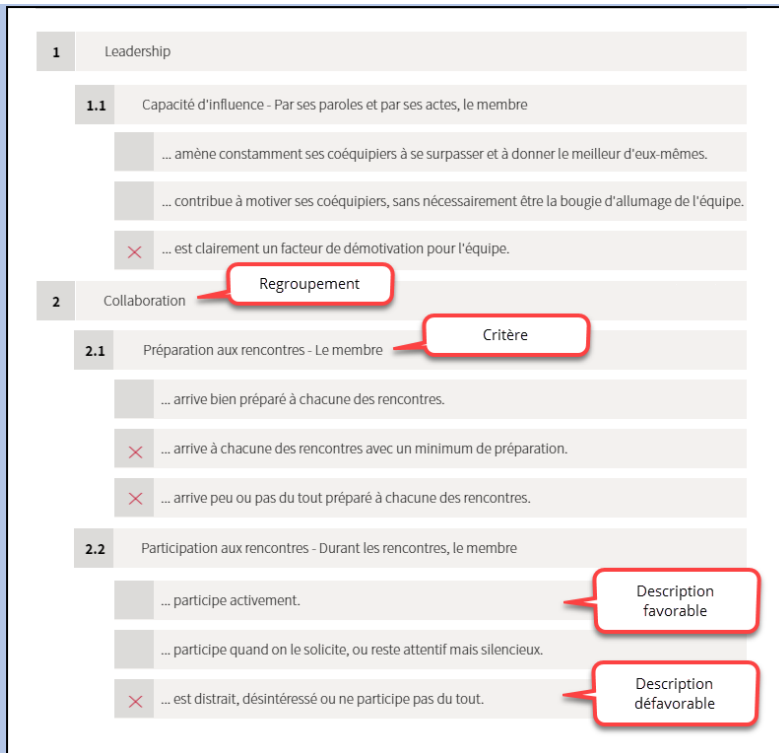 1 Leadership
1.1 Capacité d'influence - Par ses paroles et par ses actes, le membre
... amène constamment ses coéquipiers à se surpasser et à donner le meilleur d'eux-mêmes.
... contribue à motiver ses coéquipiers, sans nécessairement être la bougie d'allumage de l'équipe.
... est clairement un facteur de démotivation pour l'équipe.
Regroupement
2 Collaboration
Critère
2.1 Préparation aux rencontres - Le membre
... arrive bien préparé à chacune des rencontres.
... arrive à chacune des rencontres avec un minimum de préparation.
... arrive peu ou pas du tout préparé à chacune des rencontres.
2.2 Participation aux rencontres - Durant les rencontres, le membre
... participe activement.
Description
favorable
... participe quand on le solicite, ou reste attentif mais silencieux.
... est distrait, désintéressé ou ne participe pas du tout.
Description
défavorable